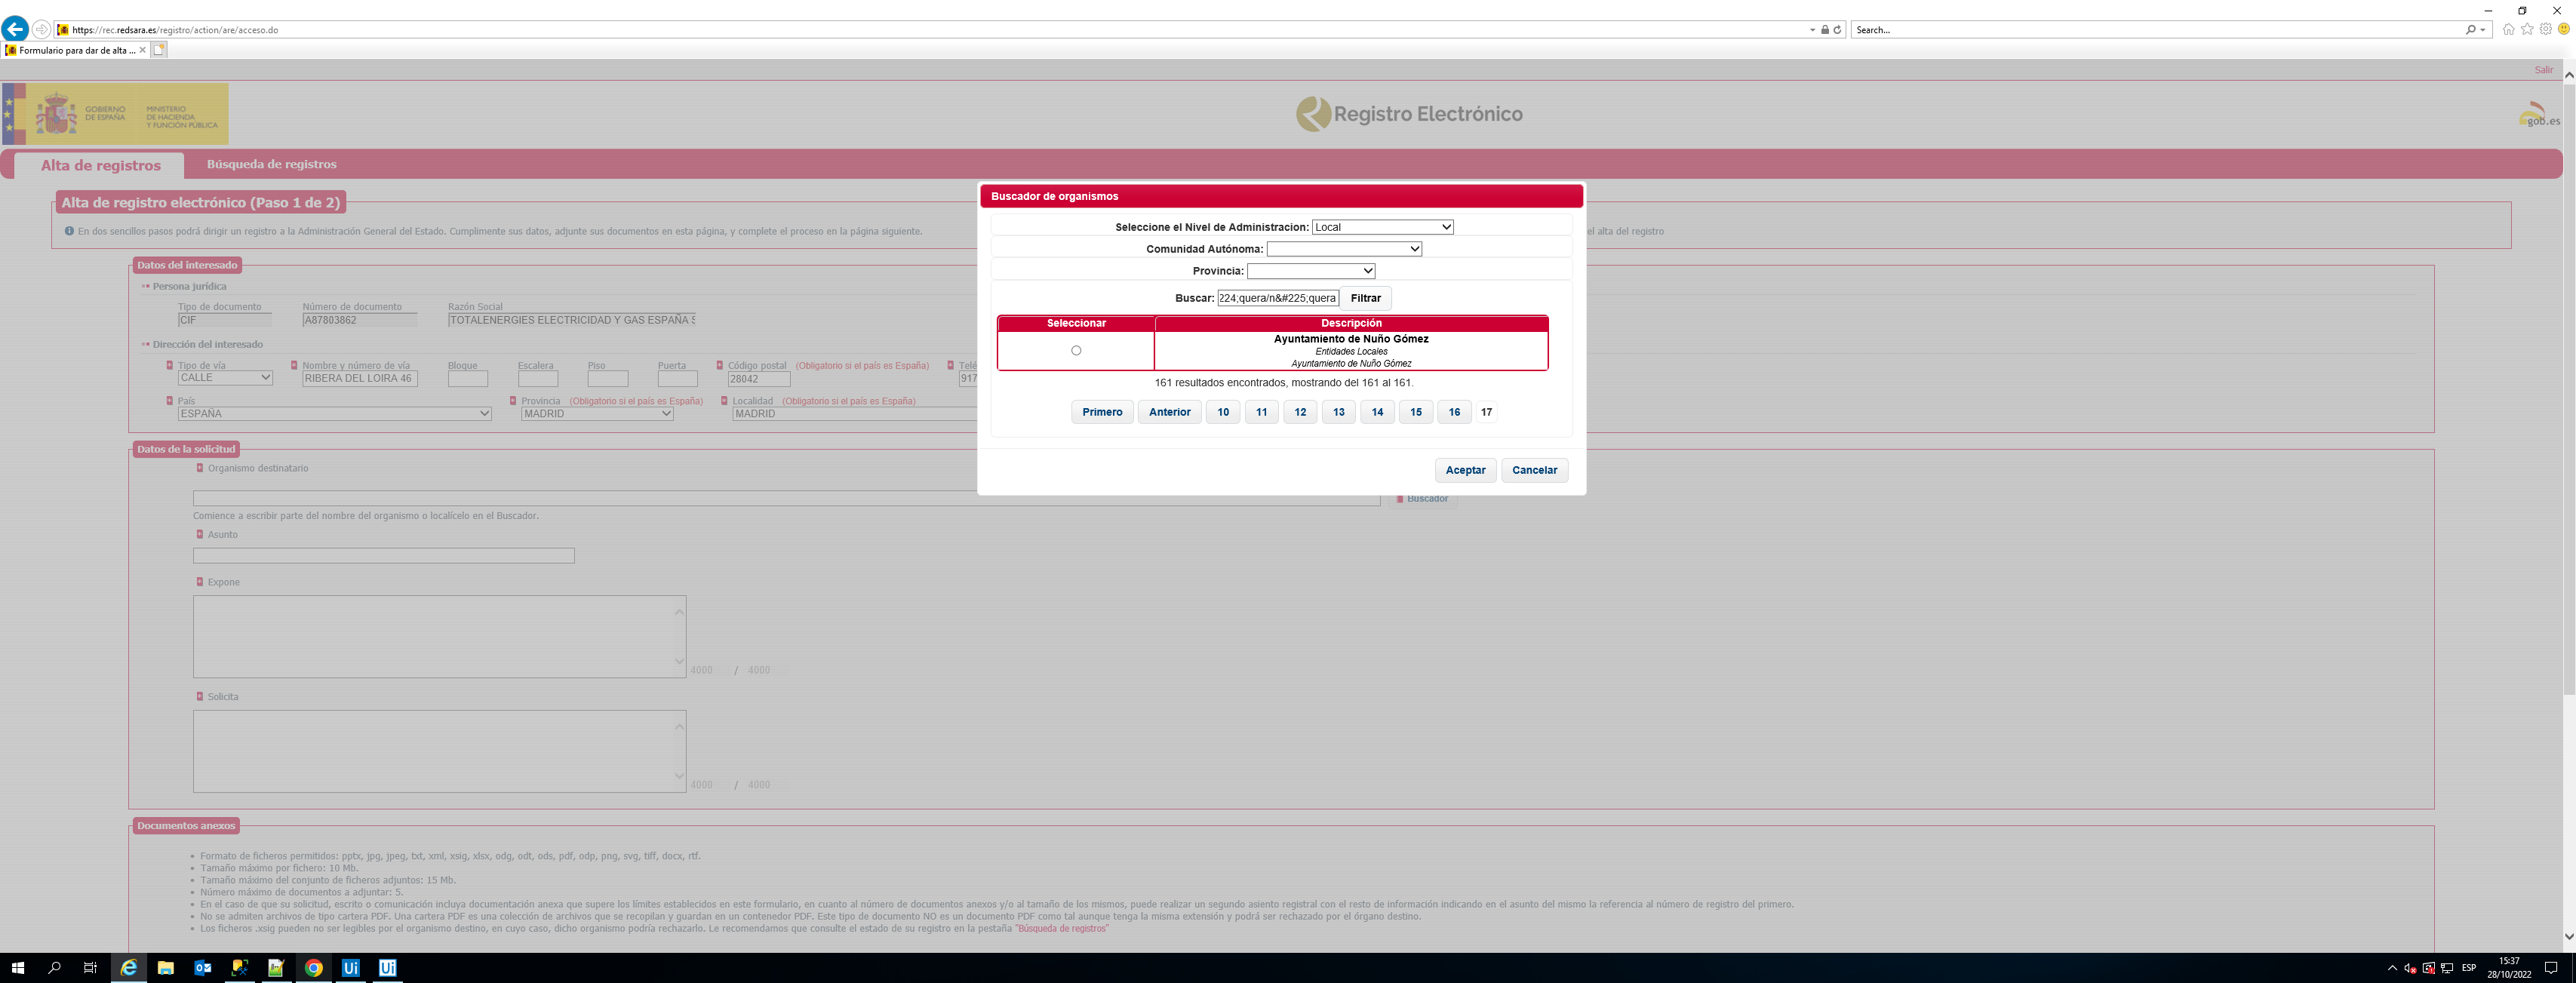 https://rec.redsara.es/registro/action/are/acceso.do
Search...
Formulario para dar de alta ...
Salir
GOBIERNO DE ESPAÑA
MINISTERIO DE HACIENDA Y FUNCIÓN PÚBLICA
Registro Electrónico
gob.es
Alta de registros
Búsqueda de registros
Alta de registro electrónico (Paso 1 de 2)
En dos sencillos pasos podrá dirigir un registro a la Administración General del Estado. Cumplimente sus datos, adjunte sus documentos en esta página, y complete el proceso en la página siguiente.
el alta del registro
Buscador de organismos
Seleccione el Nivel de Administracion: Local
Comunidad Autónoma:
Provincia:
Buscar: 224;quera/n&#225;quera Filtrar
Seleccionar Descripción
Ayuntamiento de Nuño Gómez
Entidades Locales
Ayuntamiento de Nuño Gómez
161 resultados encontrados, mostrando del 161 al 161.
Primero Anterior 10 11 12 13 14 15 16 17
Aceptar Cancelar
Datos del interesado
Persona jurídica
Tipo de documento Número de documento Razón Social
CIF A87803862 TOTALENERGIES ELECTRICIDAD Y GAS ESPAÑA
Dirección del interesado
Tipo de vía Nombre y número de vía Bloque Escalera Piso Puerta Código postal (Obligatorio si el país es España) Telé
CALLE RIBERA DEL LOIRA 46 28042 917
País Provincia (Obligatorio si el país es España) Localidad (Obligatorio si el país es España)
ESPAÑA MADRID MADRID
Datos de la solicitud
Organismo destinatario
Buscador
Comience a escribir parte del nombre del organismo o localícelo en el Buscador.
Asunto
Expone
4000 / 4000
Solicita
4000 / 4000
Documentos anexos
Formato de ficheros permitidos: pptx, jpg, jpeg, txt, xml, xsig, xlsx, odg, odt, ods, pdf, odp, png, svg, tiff, docx, rtf.
Tamaño máximo por fichero: 10 Mb.
Tamaño máximo del conjunto de ficheros adjuntos: 15 Mb.
Número máximo de documentos a adjuntar: 5.
En el caso de que su solicitud, escrito o comunicación incluya documentación anexa que supere los límites establecidos en este formulario, en cuanto al número de documentos anexos y/o al tamaño de los mismos, puede realizar un segundo asiento registral con el resto de información indicando en el asunto del mismo la referencia al número de registro del primero.
No se admiten archivos de tipo cartera PDF. Una cartera PDF es una colección de archivos que se recopilan y guardan en un contenedor PDF. Este tipo de documento NO es un documento PDF como tal aunque tenga la misma extensión y podrá ser rechazado por el órgano destino.
Los ficheros .xsig pueden no ser legibles por el organismo destino, en cuyo caso, dicho organismo podría rechazarlo. Le recomendamos que consulte el estado de su registro en la pestaña "Búsqueda de registros"
Ui Ui
ESP
15:37
28/10/2022